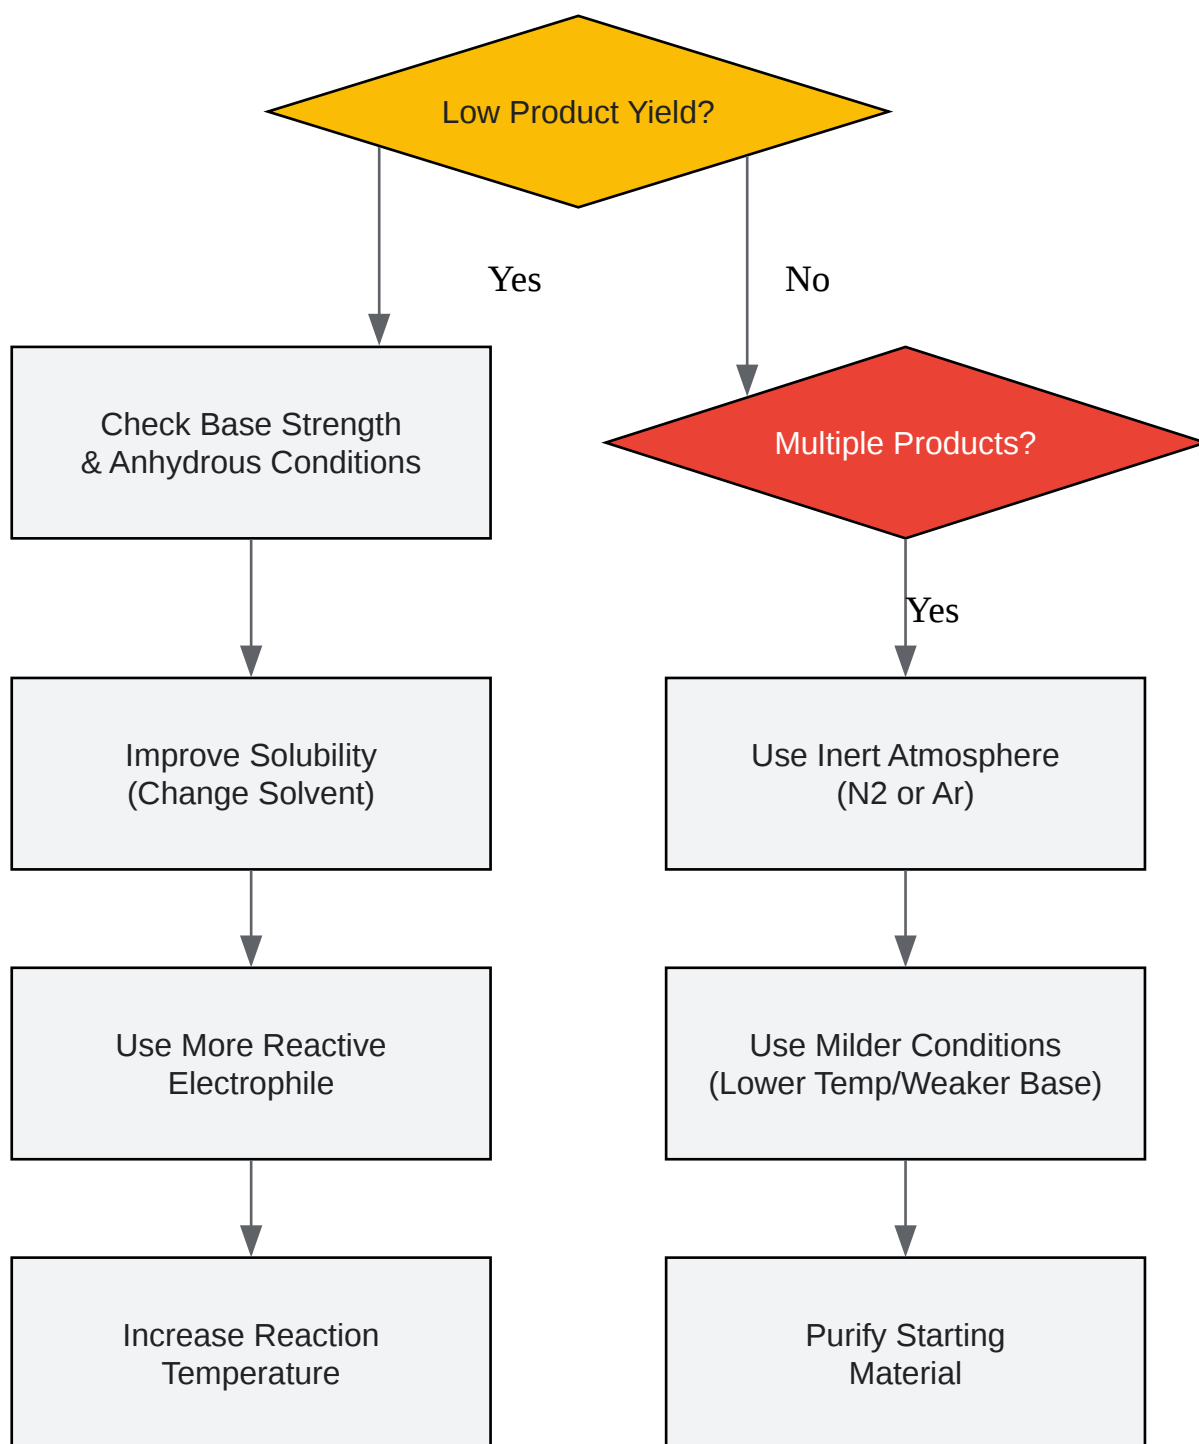 Low Product Yield?
Yes
No
Check Base Strength
& Anhydrous Conditions
Multiple Products?
Yes
Improve Solubility
(Change Solvent)
Use Inert Atmosphere
(N2 or Ar)
Use More Reactive
Electrophile
Use Milder Conditions
(Lower Temp/Weaker Base)
Increase Reaction
Temperature
Purify Starting
Material